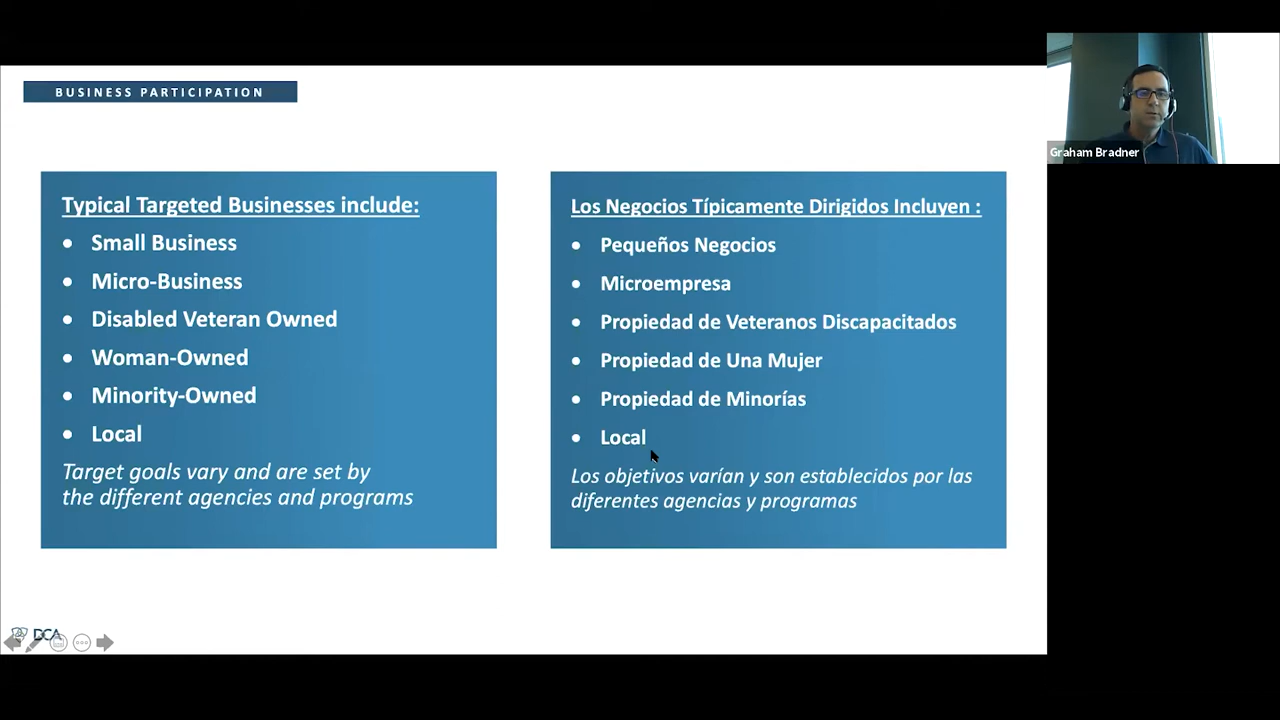 BUSINESS PARTICIPATION
Typical Targeted Businesses include:
• Small Business
• Micro-Business
• Disabled Veteran Owned
• Woman-Owned
• Minority-Owned
• Local
Target goals vary and are set by
the different agencies and programs
Los Negocios Típicamente Dirigidos Incluyen :
• Pequeños Negocios
• Microempresa
• Propiedad de Veteranos Discapacitados
• Propiedad de Una Mujer
• Propiedad de Minorías
• Local
Los objetivos varían y son establecidos por las
diferentes agencias y programas
Graham Bradner
DCA